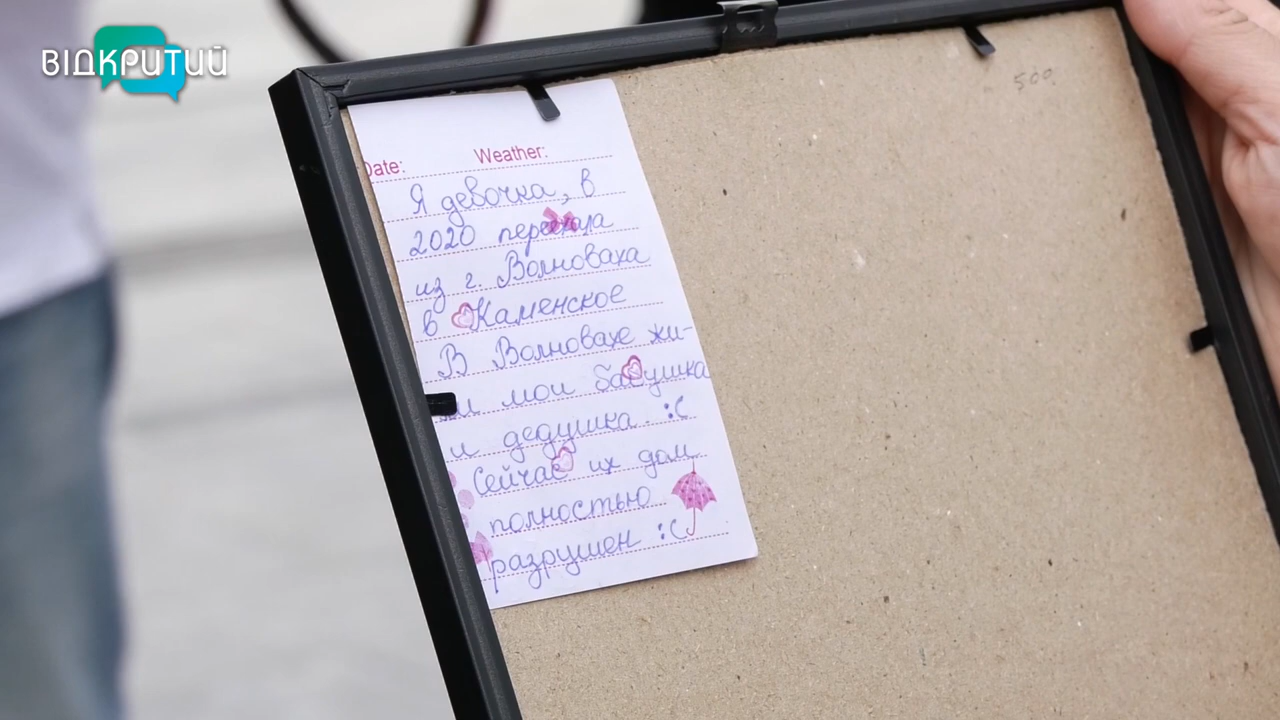 ВІДКРИТИЙ
500
Date: Weather:
Я девочка, в
2020 переехала
из г. Волноваха
в Каменское
В Волновахе жи-
ли мои бабушка
и дедушка :(
Сейчас их дом
полностью
разрушен :(